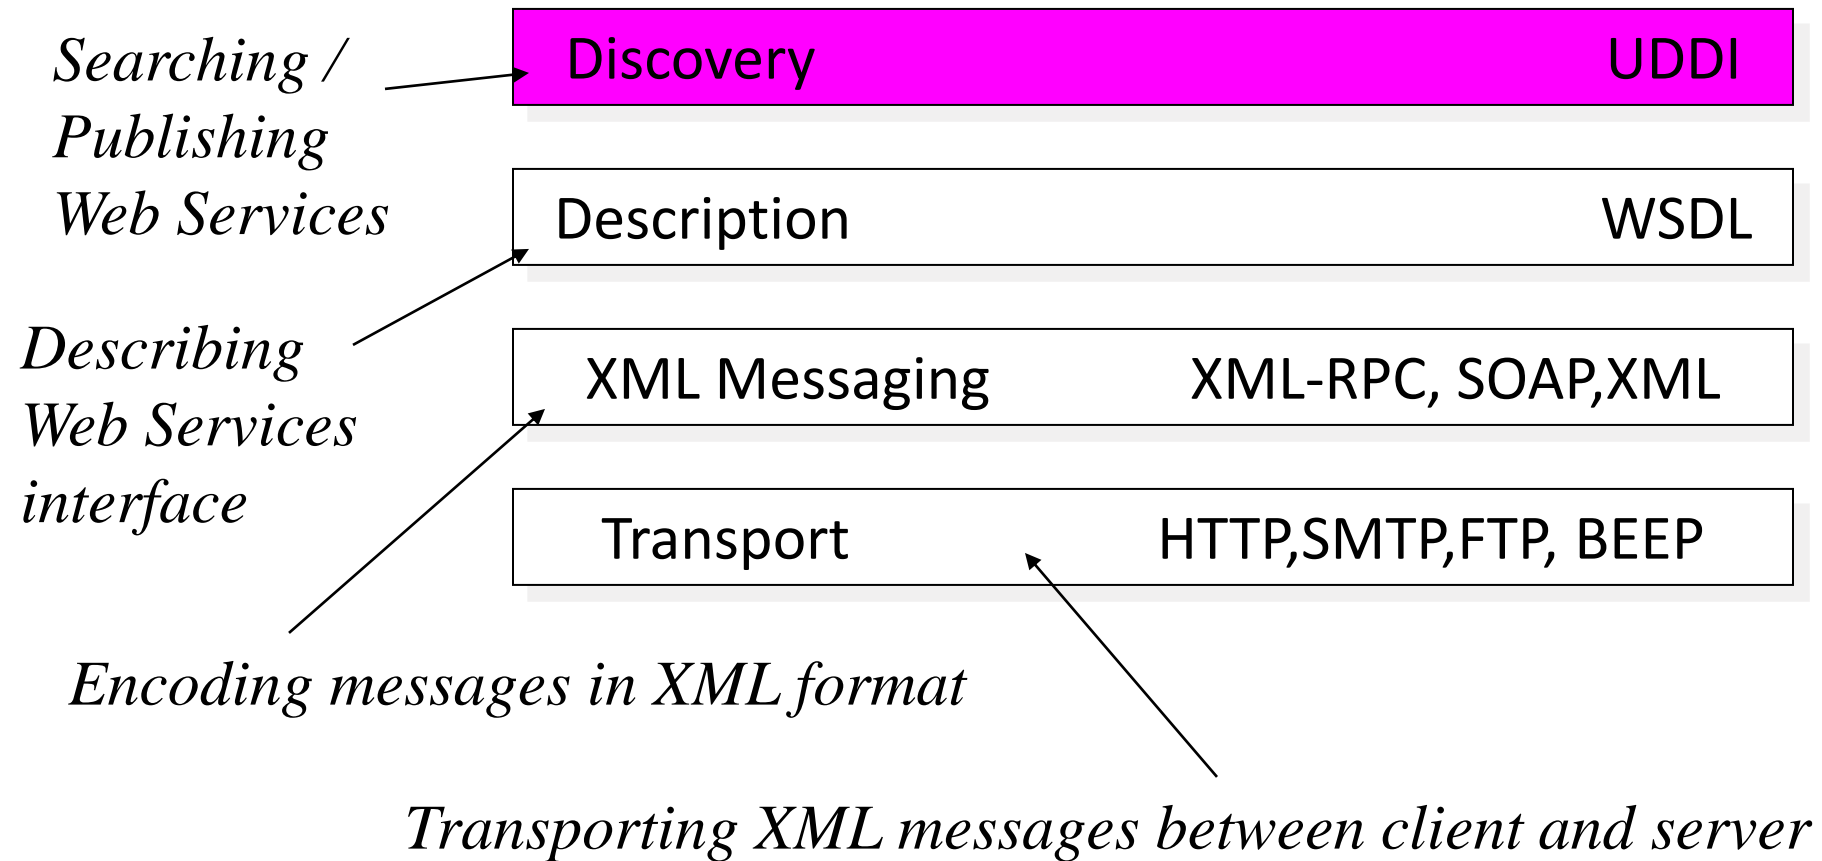 Searching /
Publishing
Web Services
Discovery UDDI
Description WSDL
Describing
Web Services
interface
XML Messaging XML-RPC, SOAP,XML
Transport HTTP,SMTP,FTP, BEEP
Encoding messages in XML format
Transporting XML messages between client and server